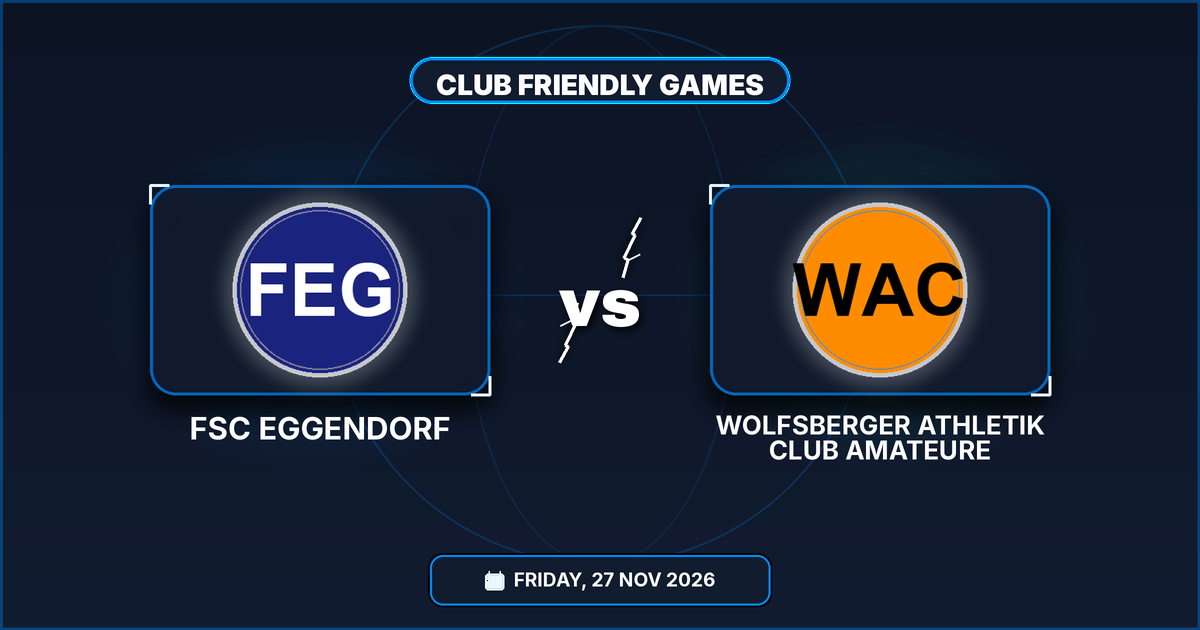 CLUB FRIENDLY GAMES
FEG
VS
WAC
FSC EGGENDORF
WOLFSBERGER ATHLETIK
CLUB AMATEURE
FRIDAY, 27 NOV 2026